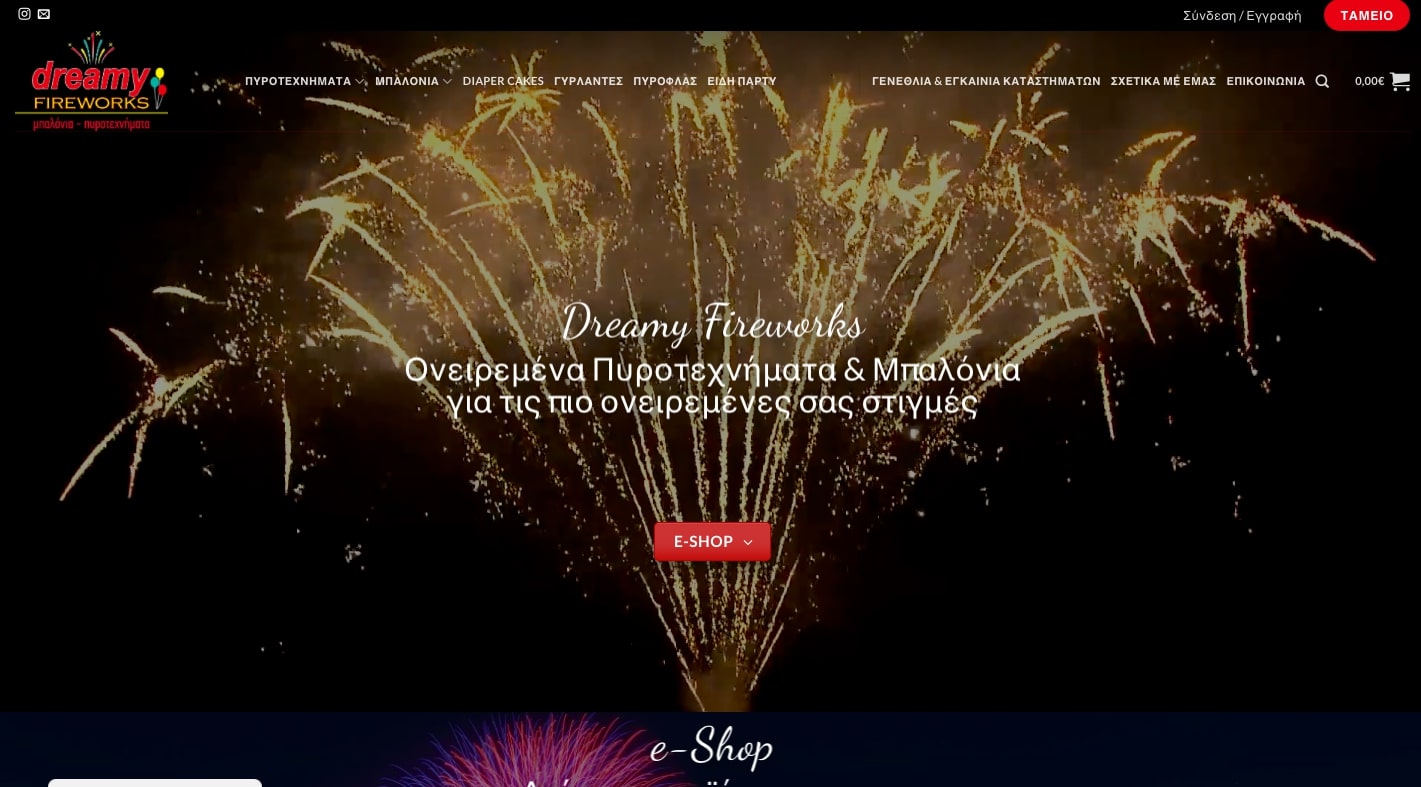 Σύνδεση / Εγγραφή
ΤΑΜΕΙΟ
dreamy
FIREWORKS
μπαλόνια - πυροτεχνήματα
ΠΥΡΟΤΕΧΝΗΜΑΤΑ ΜΠΑΛΟΝΙΑ DIAPER CAKES ΓΥΡΛΑΝΤΕΣ ΠΥΡΟΦΛΑΣ ΕΙΔΗ ΠΑΡΤΥ ΓΕΝΕΘΛΙΑ & ΕΓΚΑΙΝΙΑ ΚΑΤΑΣΤΗΜΑΤΩΝ ΣΧΕΤΙΚΑ ΜΕ ΕΜΑΣ ΕΠΙΚΟΙΝΩΝΙΑ 0,00€
Dreamy Fireworks
Ονειρεμένα Πυροτεχνήματα & Μπαλόνια
για τις πιο ονειρεμένες σας στιγμές
E-SHOP
e-Shop